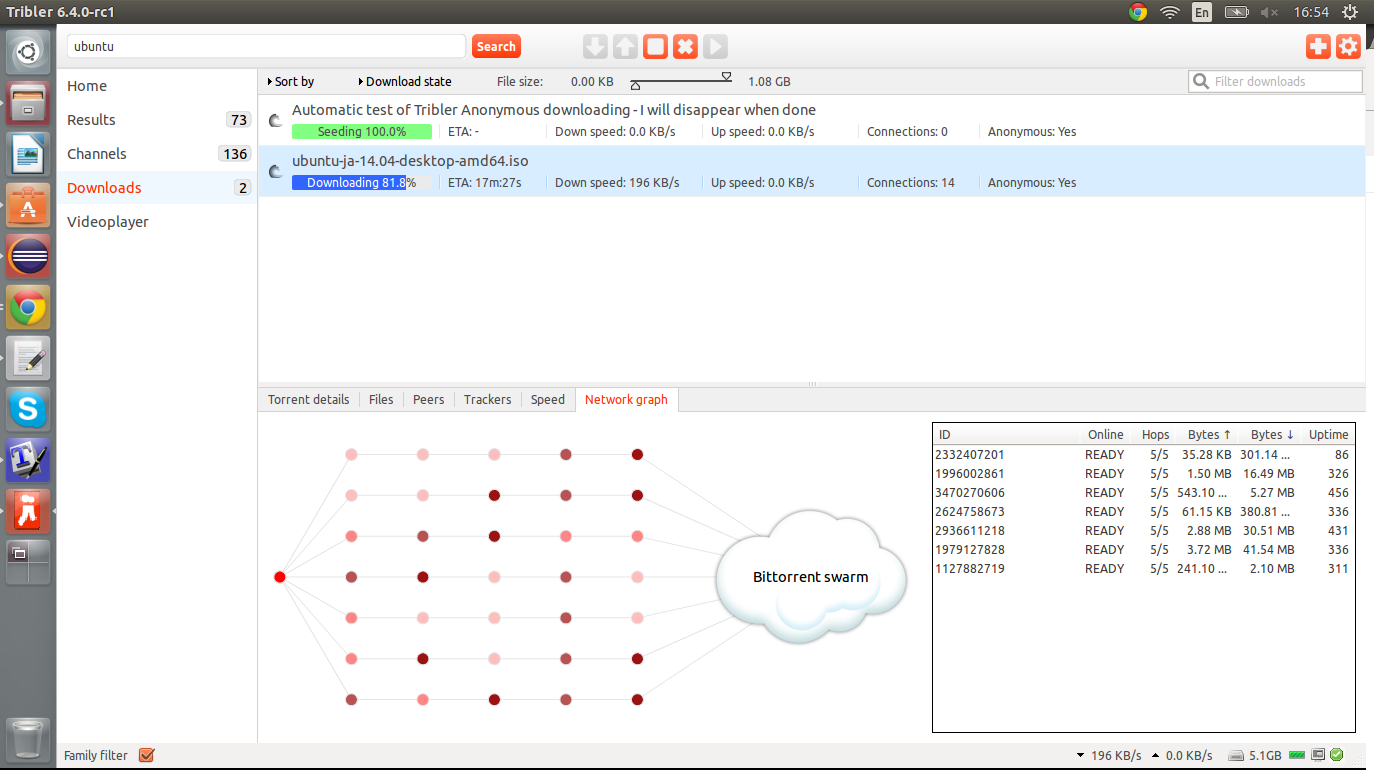 Tribler 6.4.0-rc1 En 16:54
ubuntu Search
Home
Results 73
Channels 136
Downloads 2
Videoplayer
Sort by Download state File size: 0.00 KB 1.08 GB Filter downloads
Automatic test of Tribler Anonymous downloading - I will disappear when done
Seeding 100.0% ETA: - Down speed: 0.0 KB/s Up speed: 0.0 KB/s Connections: 0 Anonymous: Yes
ubuntu-ja-14.04-desktop-amd64.iso
Downloading 81.8% ETA: 17m:27s Down speed: 196 KB/s Up speed: 0.0 KB/s Connections: 14 Anonymous: Yes
Torrent details Files Peers Trackers Speed Network graph
Bittorrent swarm
ID Online Hops Bytes ↑ Bytes ↓ Uptime
2332407201 READY 5/5 35.28 KB 301.14 ... 86
1996002861 READY 5/5 1.50 MB 16.49 MB 326
3470270606 READY 5/5 543.10 ... 5.27 MB 456
2624758673 READY 5/5 61.15 KB 380.81 ... 336
2936611218 READY 5/5 2.88 MB 30.51 MB 431
1979127828 READY 5/5 3.72 MB 41.54 MB 336
1127882719 READY 5/5 241.10 ... 2.10 MB 311
Family filter 196 KB/s 0.0 KB/s 5.1GB